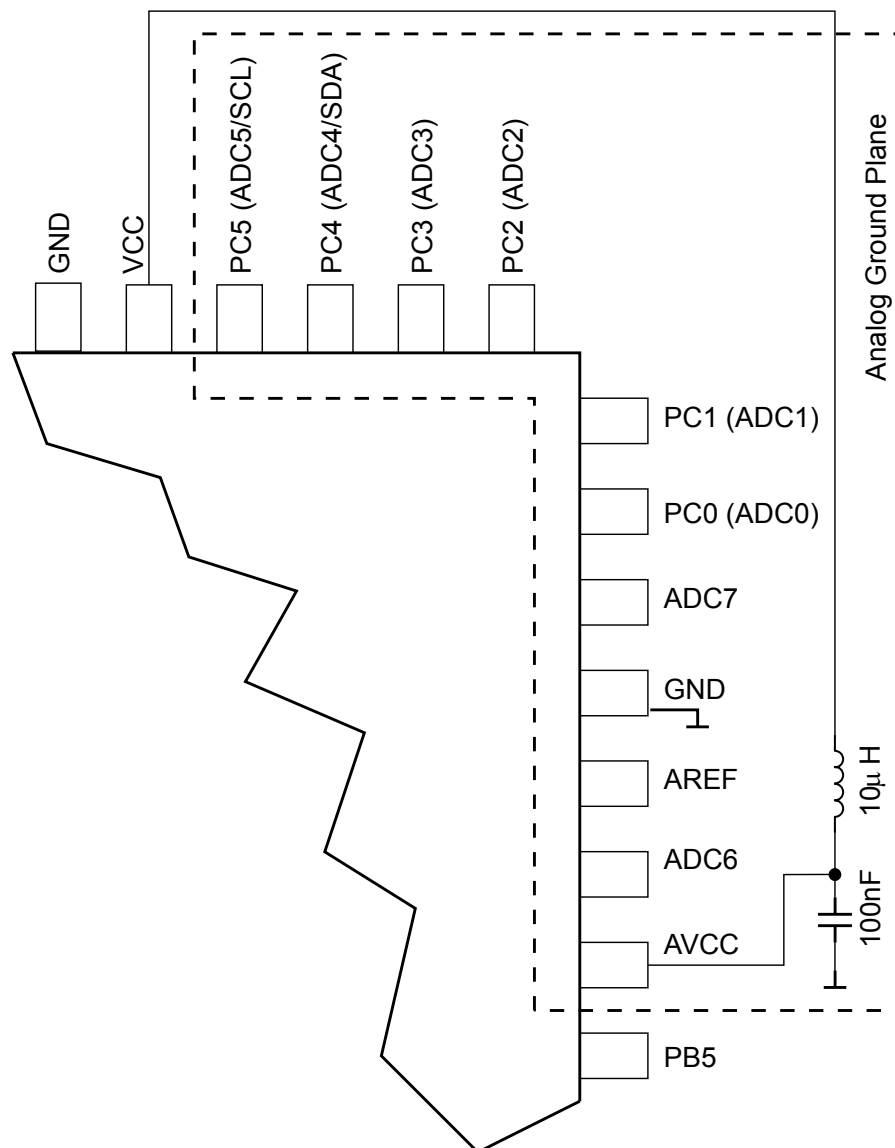 GND
VCC
PC5 (ADC5/SCL)
PC4 (ADC4/SDA)
PC3 (ADC3)
PC2 (ADC2)
Analog Ground Plane
PC1 (ADC1)
PC0 (ADC0)
ADC7
GND
AREF
10μ H
ADC6
100nF
AVCC
PB5